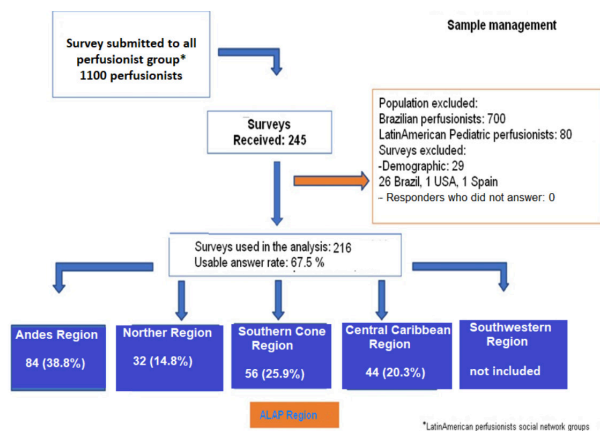 Sample management
Survey submitted to all
perfusionist group*
1100 perfusionists
Surveys
Received: 245
Population excluded:
Brazilian perfusionists: 700
LatinAmerican Pediatric perfusionists: 80
Surveys excluded:
-Demographic: 29
26 Brazil, 1 USA, 1 Spain
- Responders who did not answer: 0
Surveys used in the analysis: 216
Usable answer rate: 67.5 %
Andes Region
84 (38.8%)
Norther Region
32 (14.8%)
Southern Cone
Region
56 (25.9%)
Central Caribbean
Region
44 (20.3%)
Southwestern
Region
not included
ALAP Region
*LatinAmerican perfusionists social network groups